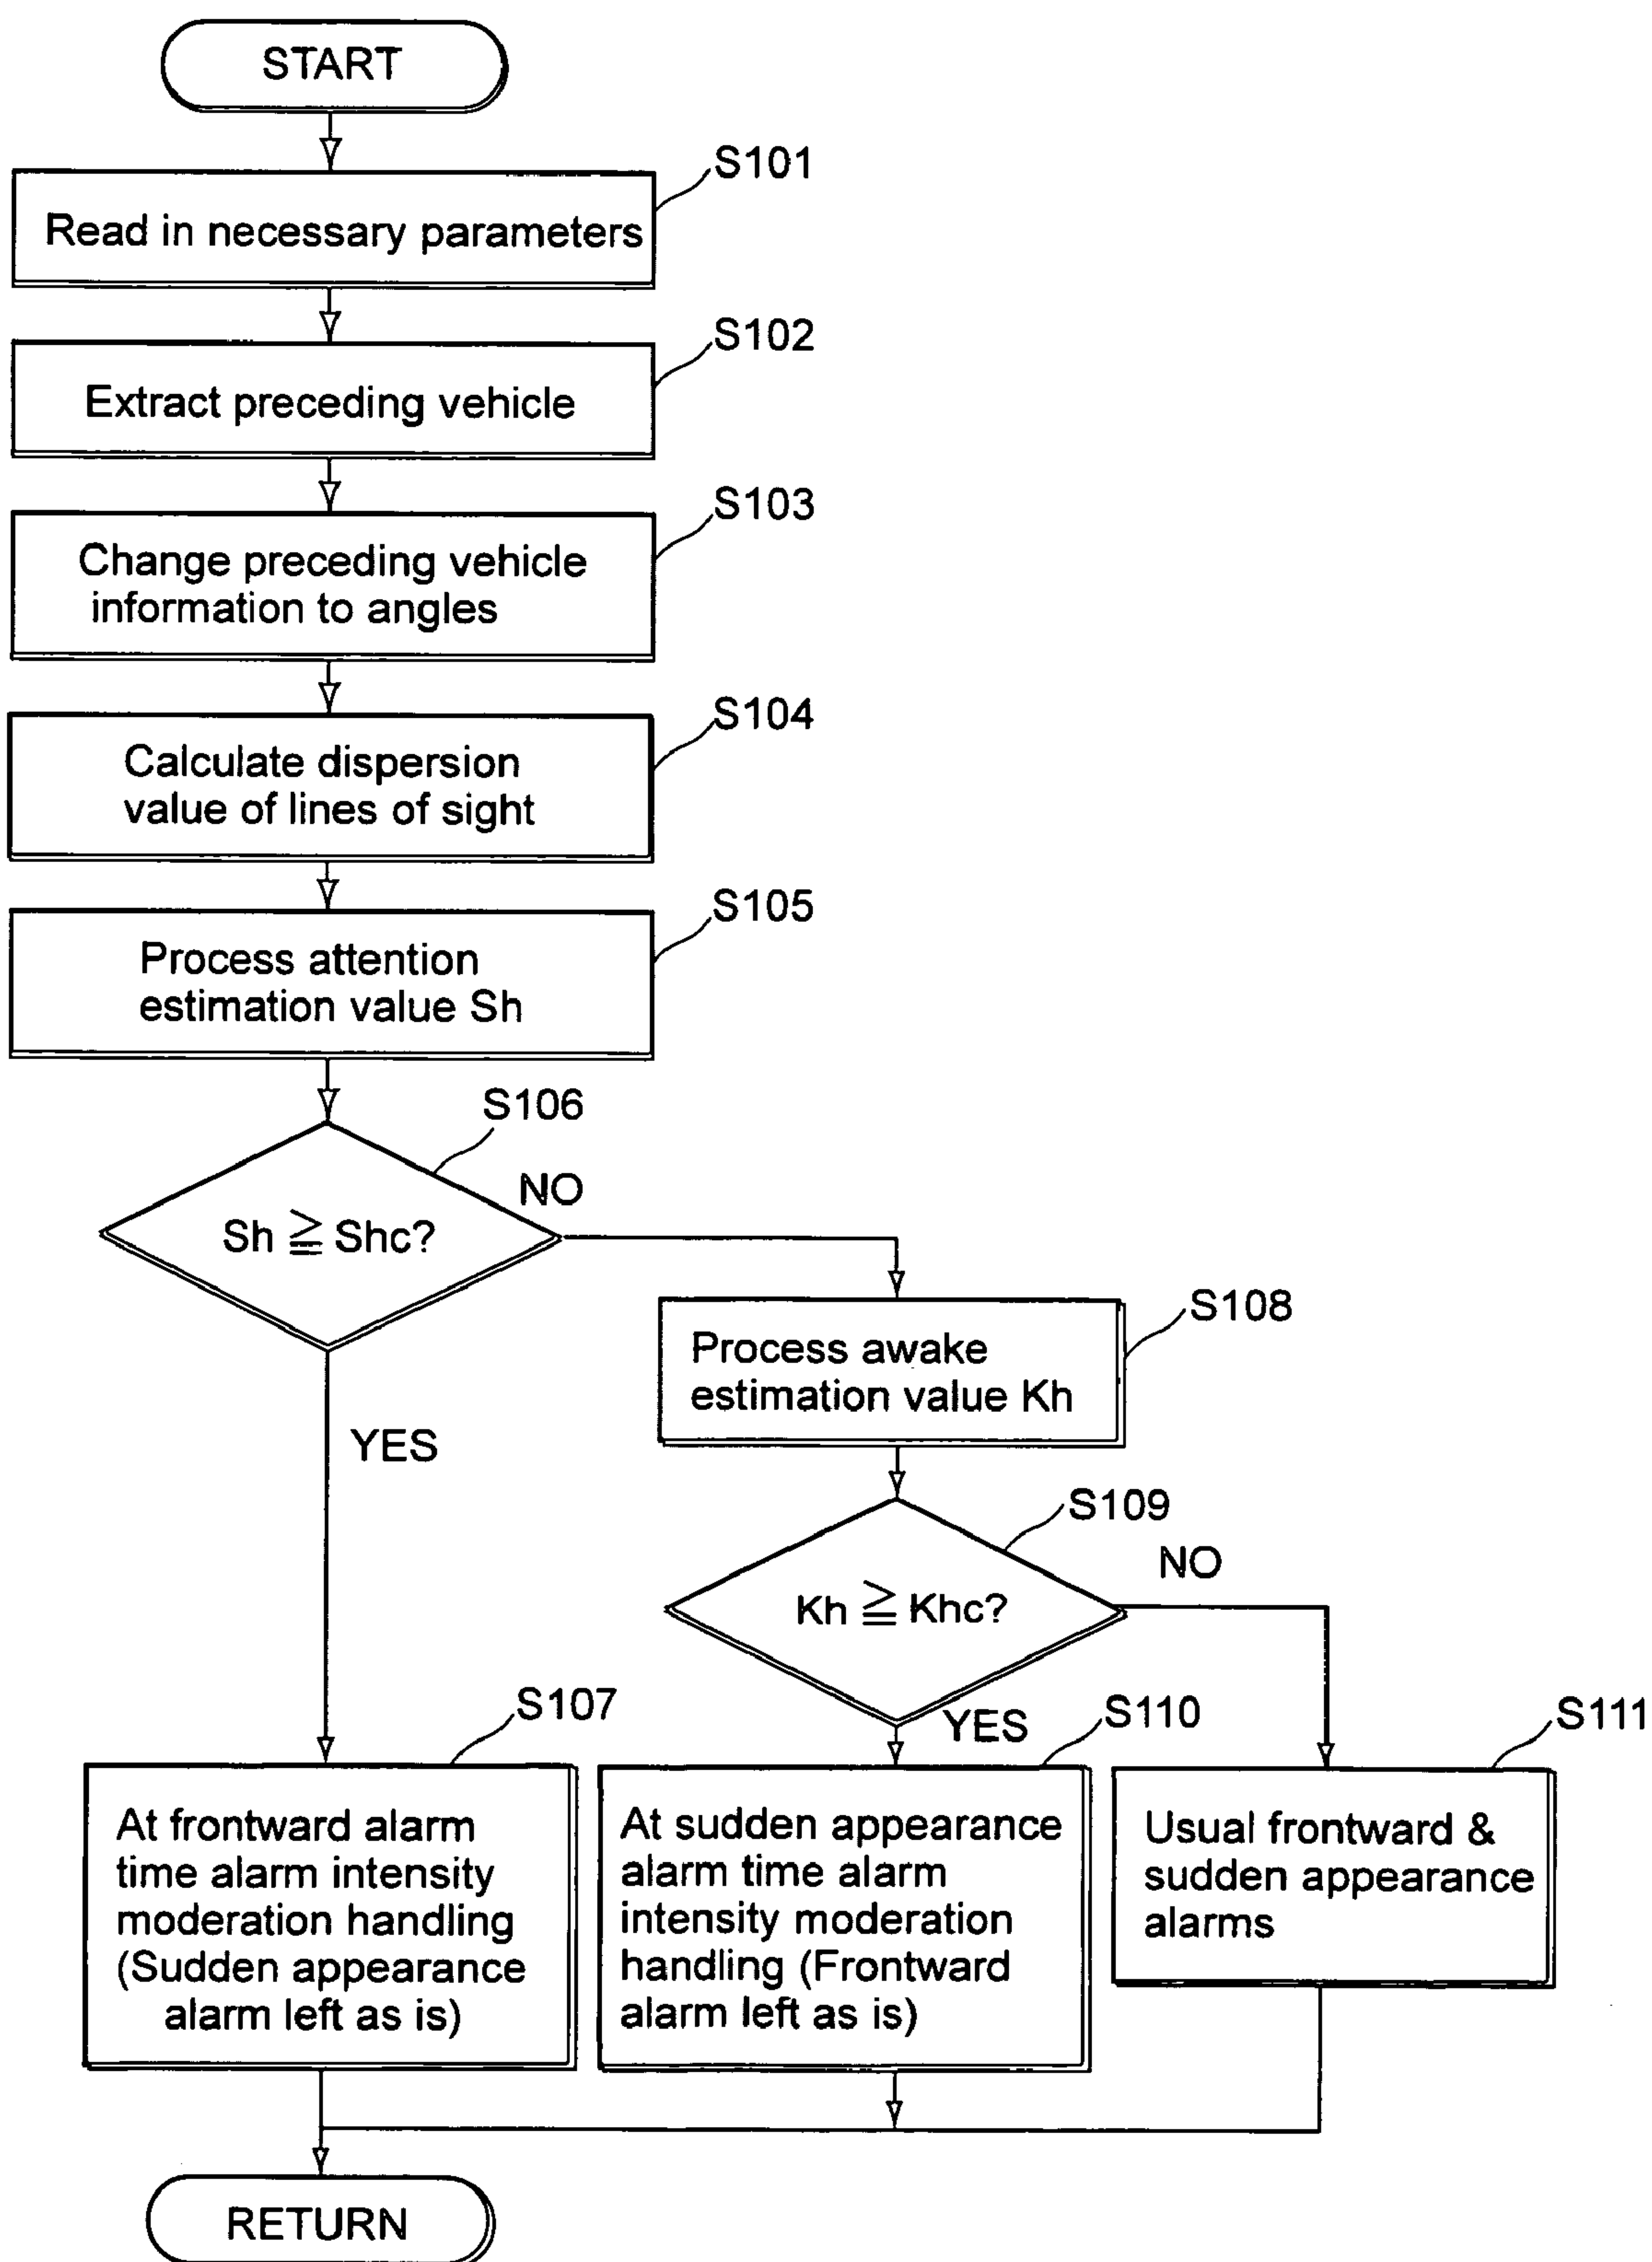 START
S101
Read in necessary parameters
S102
Extract preceding vehicle
S103
Change preceding vehicle
information to angles
S104
Calculate dispersion
value of lines of sight
S105
Process attention
estimation value Sh
S106
Sh ≧ Shc?
NO
YES
S108
Process awake
estimation value Kh
S109
Kh ≧ Khc?
NO
YES
S107
At frontward alarm
time alarm intensity
moderation handling
(Sudden appearance
alarm left as is)
S110
At sudden appearance
alarm time alarm
intensity moderation
handling (Frontward
alarm left as is)
S111
Usual frontward &
sudden appearance
alarms
RETURN